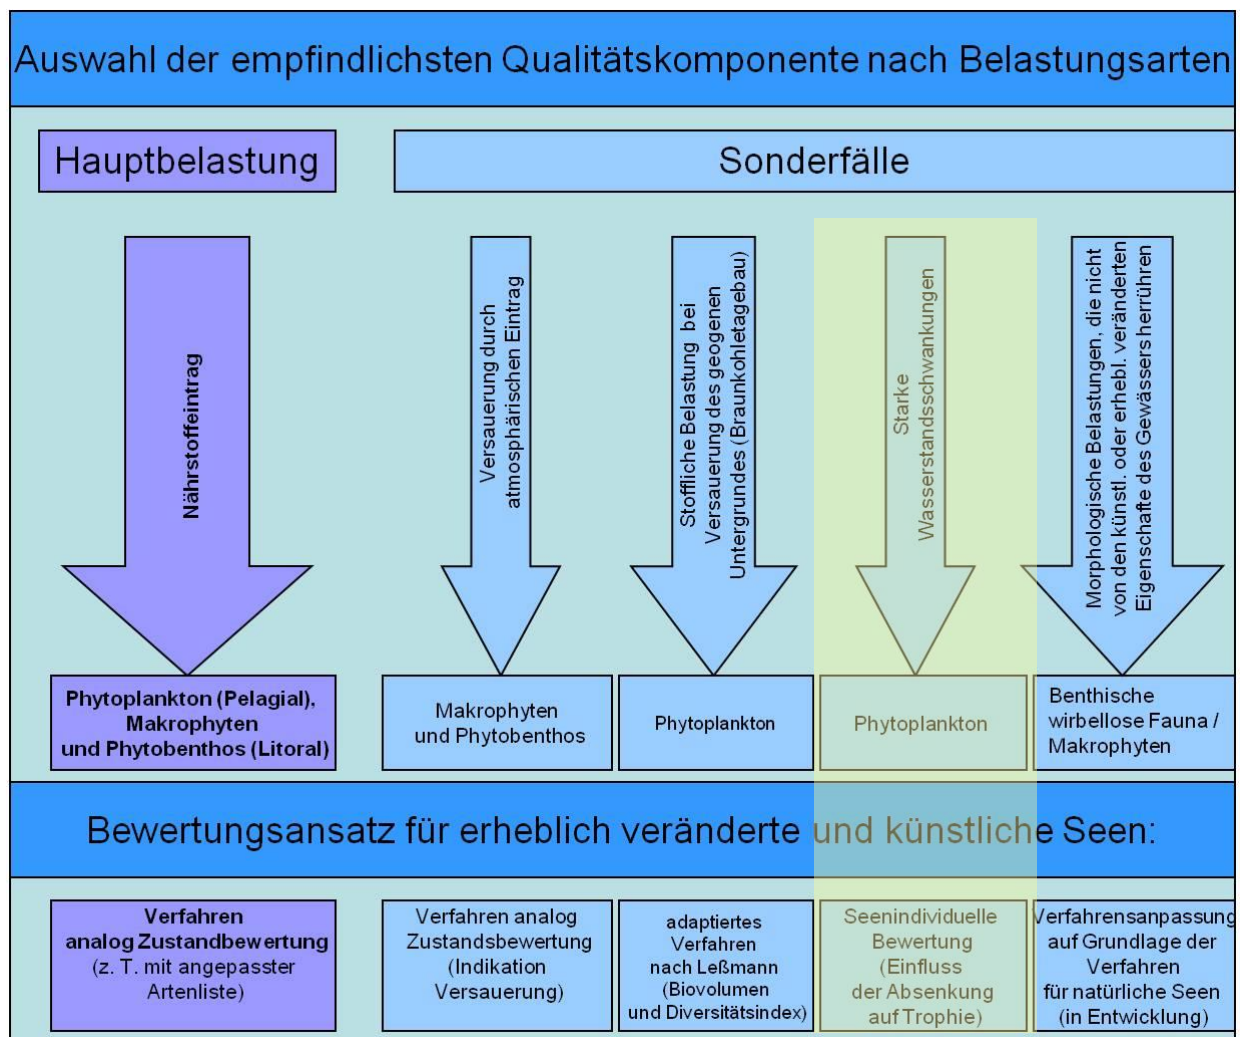 Auswahl der empfindlichsten Qualitätskomponente nach Belastungsarten
Hauptbelastung
Sonderfälle
Nährstoffeintrag
Versauerung durch
atmosphärischen Eintrag
Stoffliche Belastung bei
Versauerung des geogenen
Untergrundes (Braunkohletagebau)
Starke
Wasserstandsschwankungen
Morphologische Belastungen, die nicht
von den künstl. oder erhebl. veränderten
Eigenschafte des Gewässers herrühren
Phytoplankton (Pelagial),
Makrophyten
und Phytobenthos (Litoral)
Makrophyten
und Phytobenthos
Phytoplankton
Phytoplankton
Benthische
wirbellose Fauna /
Makrophyten
Bewertungsansatz für erheblich veränderte und künstliche Seen:
Verfahren
analog Zustandbewertung
(z. T. mit angepasster
Artenliste)
Verfahren analog
Zustandsbewertung
(Indikation
Versauerung)
adaptiertes
Verfahren
nach Leßmann
(Biovolumen
und Diversitätsindex)
Seenindividuelle
Bewertung
(Einfluss
der Absenkung
auf Trophie)
Verfahrensanpassung
auf Grundlage der
Verfahren
für natürliche Seen
(in Entwicklung)